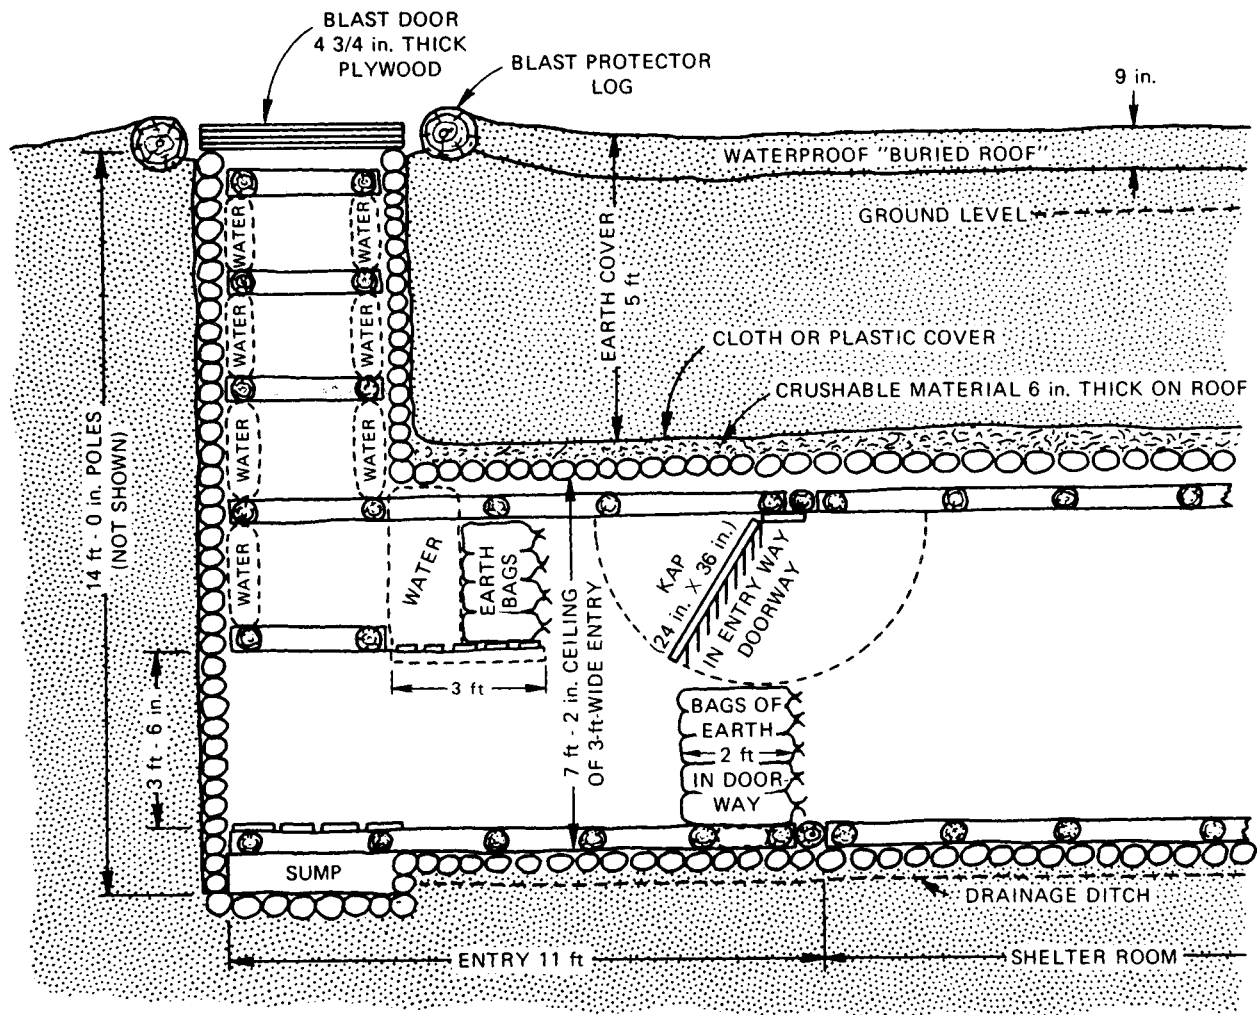 BLAST DOOR
4 3/4 in. THICK
PLYWOOD
BLAST PROTECTOR
LOG
9 in.
WATERPROOF "BURIED ROOF"
GROUND LEVEL
WATER
WATER
WATER
WATER
WATER
WATER
WATER
EARTH COVER
5 ft
CLOTH OR PLASTIC COVER
CRUSHABLE MATERIAL 6 in. THICK ON ROOF
14 ft - 0 in. POLES
(NOT SHOWN)
WATER
EARTH
BAGS
3 ft
7 ft - 2 in. CEILING
OF 3-ft-WIDE ENTRY
KAP
(24 in. X 36 in.)
IN ENTRY WAY
DOORWAY
3 ft - 6 in.
BAGS OF
EARTH
2 ft
IN DOOR-
WAY
SUMP
DRAINAGE DITCH
ENTRY 11 ft
SHELTER ROOM